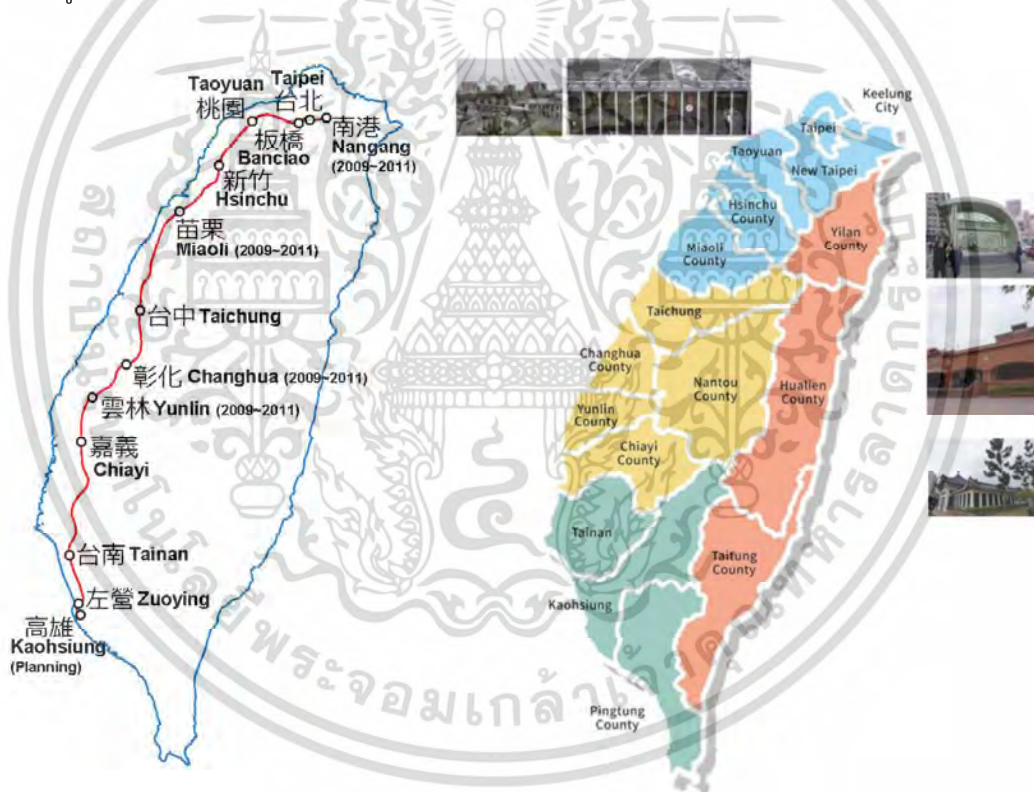 Taoyuan
桃園
Taipei
台北
板橋
Banciao
南港
Nangang
(2009~2011)
新竹
Hsinchu
苗栗
Miaoli (2009~2011)
台中 Taichung
彰化 Changhua (2009~2011)
雲林 Yunlin (2009~2011)
嘉義
Chiayi
台南 Tainan
左營 Zuoying
高雄
Kaohsiung
(Planning)
Keelung
City
Taipei
Taoyuan
New Taipei
Hsinchu
County
Yilan
County
Miaoli
County
Taichung
Changhua
County
Nantou
County
Hualien
County
Yunlin
County
Chiayi
County
Tainan
Taitung
County
Kaohsiung
Pingtung
County